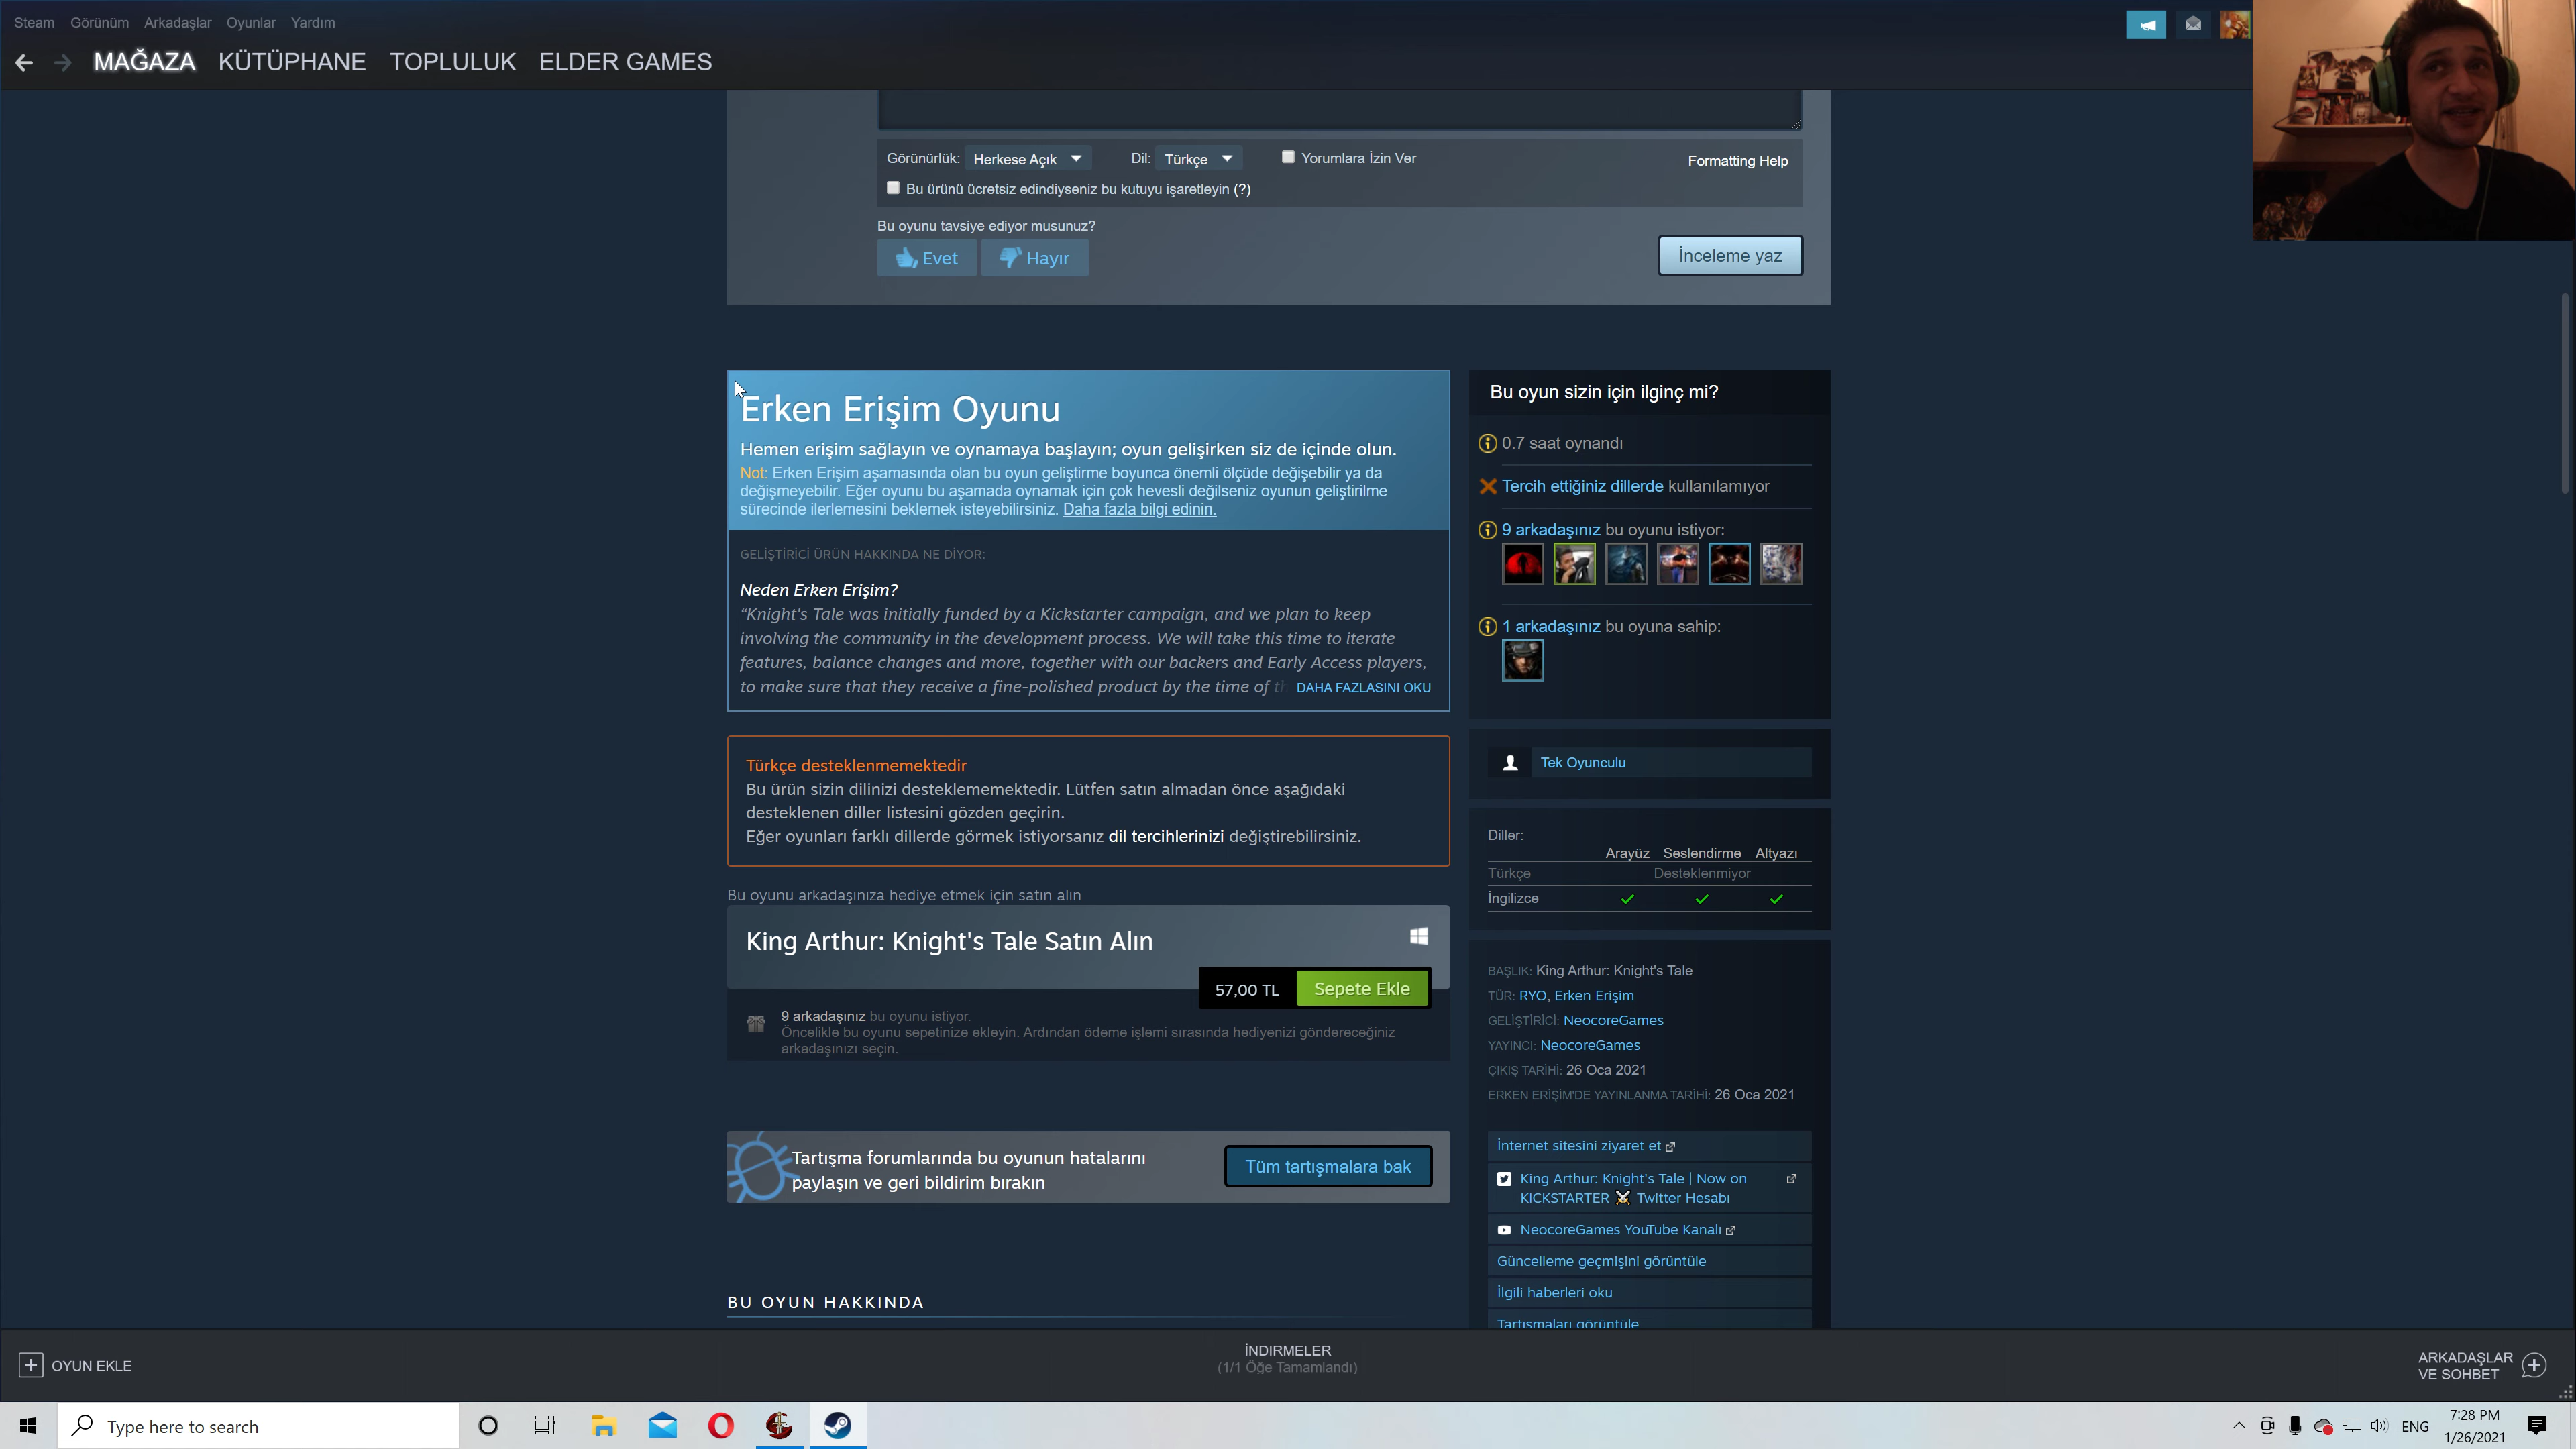 Steam Görünüm Arkadaşlar Oyunlar Yardım
MAĞAZA KÜTÜPHANE TOPLULUK ELDER GAMES
Görünürlük: Herkese Açık Dil: Türkçe Yorumlara İzin Ver Formatting Help
Bu ürünü ücretsiz edindiyseniz bu kutuyu işaretleyin (?)
Bu oyunu tavsiye ediyor musunuz?
Evet Hayır İnceleme yaz
Erken Erişim Oyunu
Hemen erişim sağlayın ve oynamaya başlayın; oyun gelişirken siz de içinde olun.
Not: Erken Erişim aşamasında olan bu oyun geliştirme boyunca önemli ölçüde değişebilir ya da
değişmeyebilir. Eğer oyunu bu aşamada oynamak için çok hevesli değilseniz oyunun geliştirilme
sürecinde ilerlemesini beklemek isteyebilirsiniz. Daha fazla bilgi edinin.
GELİŞTİRİCİ ÜRÜN HAKKINDA NE DİYOR:
Neden Erken Erişim?
“Knight's Tale was initially funded by a Kickstarter campaign, and we plan to keep
involving the community in the development process. We will take this time to iterate
features, balance changes and more, together with our backers and Early Access players,
to make sure that they receive a fine-polished product by the time of DAHA FAZLASINI OKU
Türkçe desteklenmemektedir
Bu ürün sizin dilinizi desteklememektedir. Lütfen satın almadan önce aşağıdaki
desteklenen diller listesini gözden geçirin.
Eğer oyunları farklı dillerde görmek istiyorsanız dil tercihlerinizi değiştirebilirsiniz.
Bu oyunu arkadaşınıza hediye etmek için satın alın
King Arthur: Knight's Tale Satın Alın
57,00 TL Sepete Ekle
9 arkadaşınız bu oyunu istiyor.
Öncelikle bu oyunu sepetinize ekleyin. Ardından ödeme işlemi sırasında hediyenizi göndereceğiniz
arkadaşınızı seçin.
Tartışma forumlarında bu oyunun hatalarını
paylaşın ve geri bildirim bırakın
Tüm tartışmalara bak
BU OYUN HAKKINDA
Bu oyun sizin için ilginç mi?
0.7 saat oynandı
Tercih ettiğiniz dillerde kullanılamıyor
9 arkadaşınız bu oyunu istiyor:
1 arkadaşınız bu oyuna sahip:
Tek Oyunculu
Diller:
Arayüz Seslendirme Altyazı
Türkçe Desteklenmiyor
İngilizce
BAŞLIK: King Arthur: Knight's Tale
TÜR: RYO, Erken Erişim
GELİŞTİRİCİ: NeocoreGames
YAYINCI: NeocoreGames
ÇIKIŞ TARİHİ: 26 Oca 2021
ERKEN ERİŞİM'DE YAYINLANMA TARİHİ: 26 Oca 2021
İnternet sitesini ziyaret et
King Arthur: Knight's Tale | Now on
KICKSTARTER ⚔️ Twitter Hesabı
NeocoreGames YouTube Kanalı
Güncelleme geçmişini görüntüle
İlgili haberleri oku
Tartışmaları görüntüle
OYUN EKLE
İNDİRMELER
(1/1 Öğe Tamamlandı)
ARKADAŞLAR
VE SOHBET
Type here to search
ENG
7:28 PM
1/26/2021